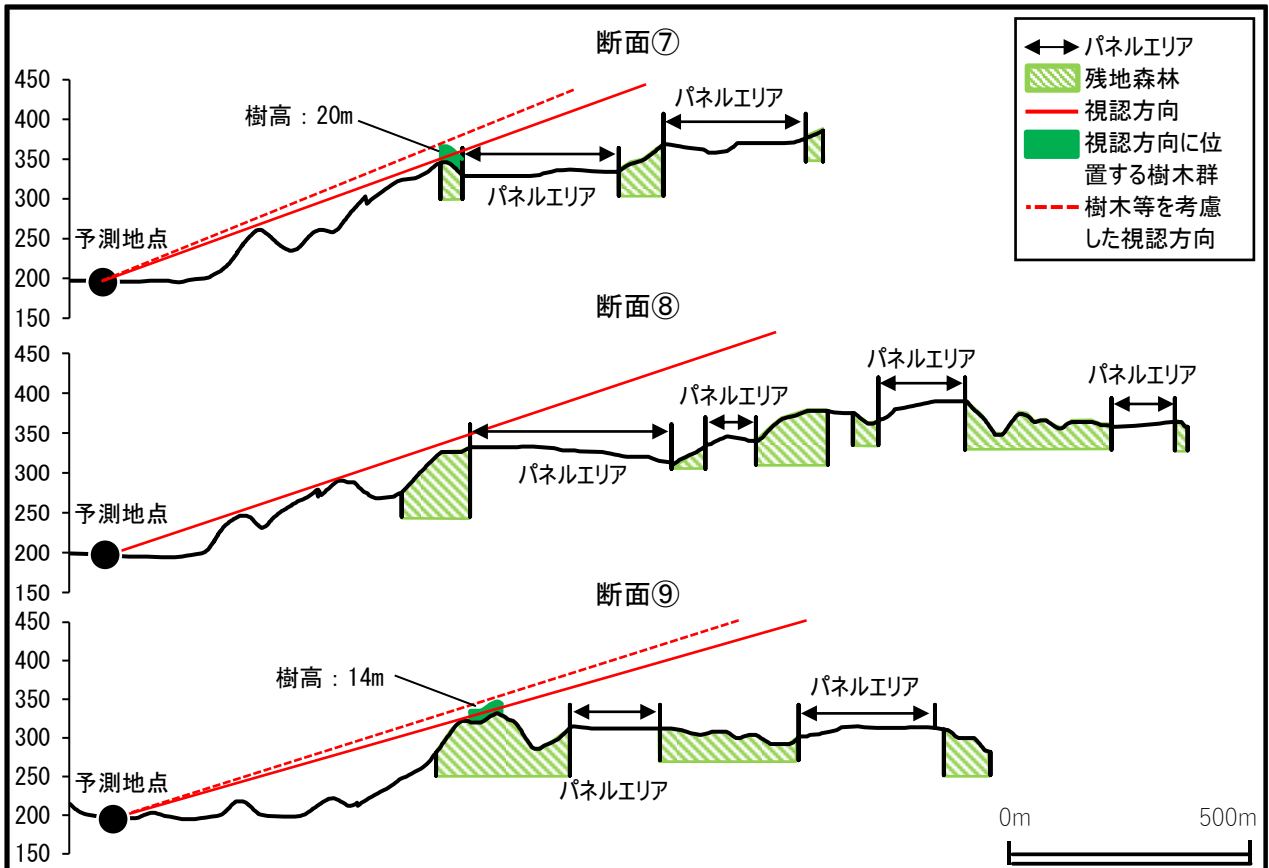 断面⑦
450
400
350
300
250
200
150
樹高：20m
予測地点
パネルエリア
パネルエリア
パネルエリア
残地森林
視認方向
視認方向に位
置する樹木群
樹木等を考慮
した視認方向
断面⑧
450
400
350
300
250
200
150
予測地点
パネルエリア
パネルエリア
パネルエリア
パネルエリア
断面⑨
450
400
350
300
250
200
150
樹高：14m
予測地点
パネルエリア
パネルエリア
0m 500m